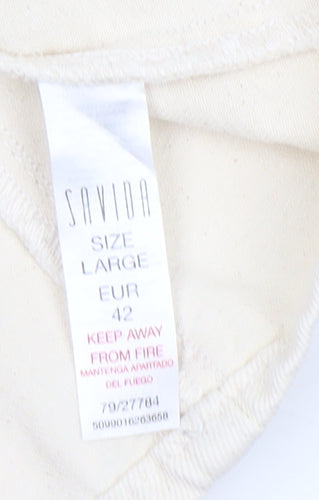 SAVIDA
SIZE
LARGE
EUR
42
KEEP AWAY
FROM FIRE
MANTENGA APARTADO
DEL FUEGO
79/27784
5099016263658